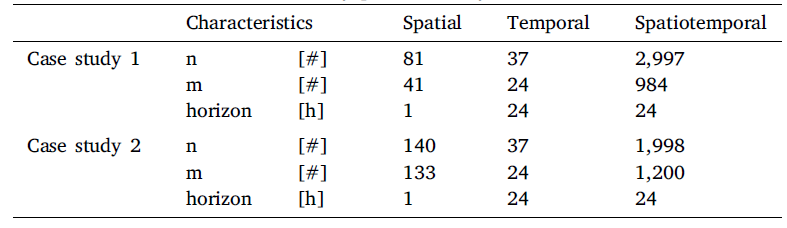 Characteristics Spatial Temporal Spatiotemporal
Case study 1 n [#] 81 37 2,997
m [#] 41 24 984
horizon [h] 1 24 24
Case study 2 n [#] 140 37 1,998
m [#] 133 24 1,200
horizon [h] 1 24 24